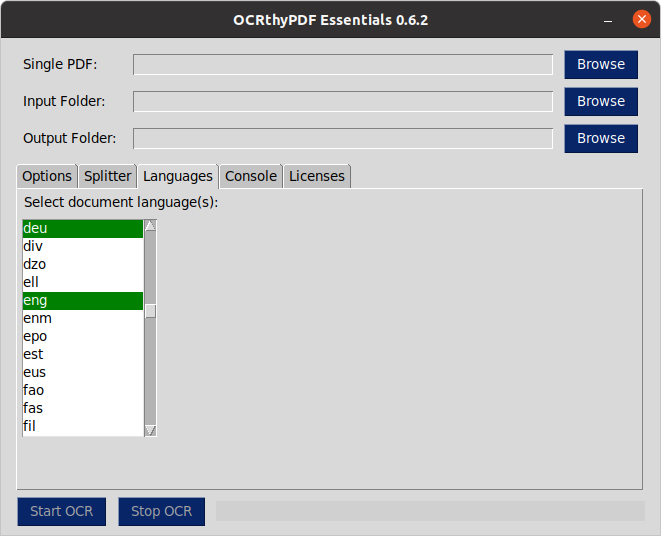 OCRthyPDF Essentials 0.6.2
Single PDF: Browse
Input Folder: Browse
Output Folder: Browse
Options Splitter Languages Console Licenses
Select document language(s):
deu
div
dzo
ell
eng
enm
epo
est
eus
fao
fas
fil
Start OCR Stop OCR